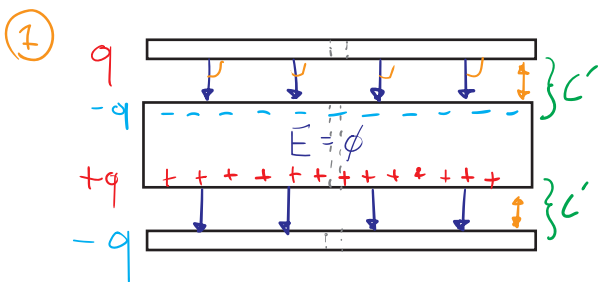 1
q
C'
-q
- - - - - - - - - - - - -
E = ϕ
+ + + + + + + + + + + + +
+q
C'
-q